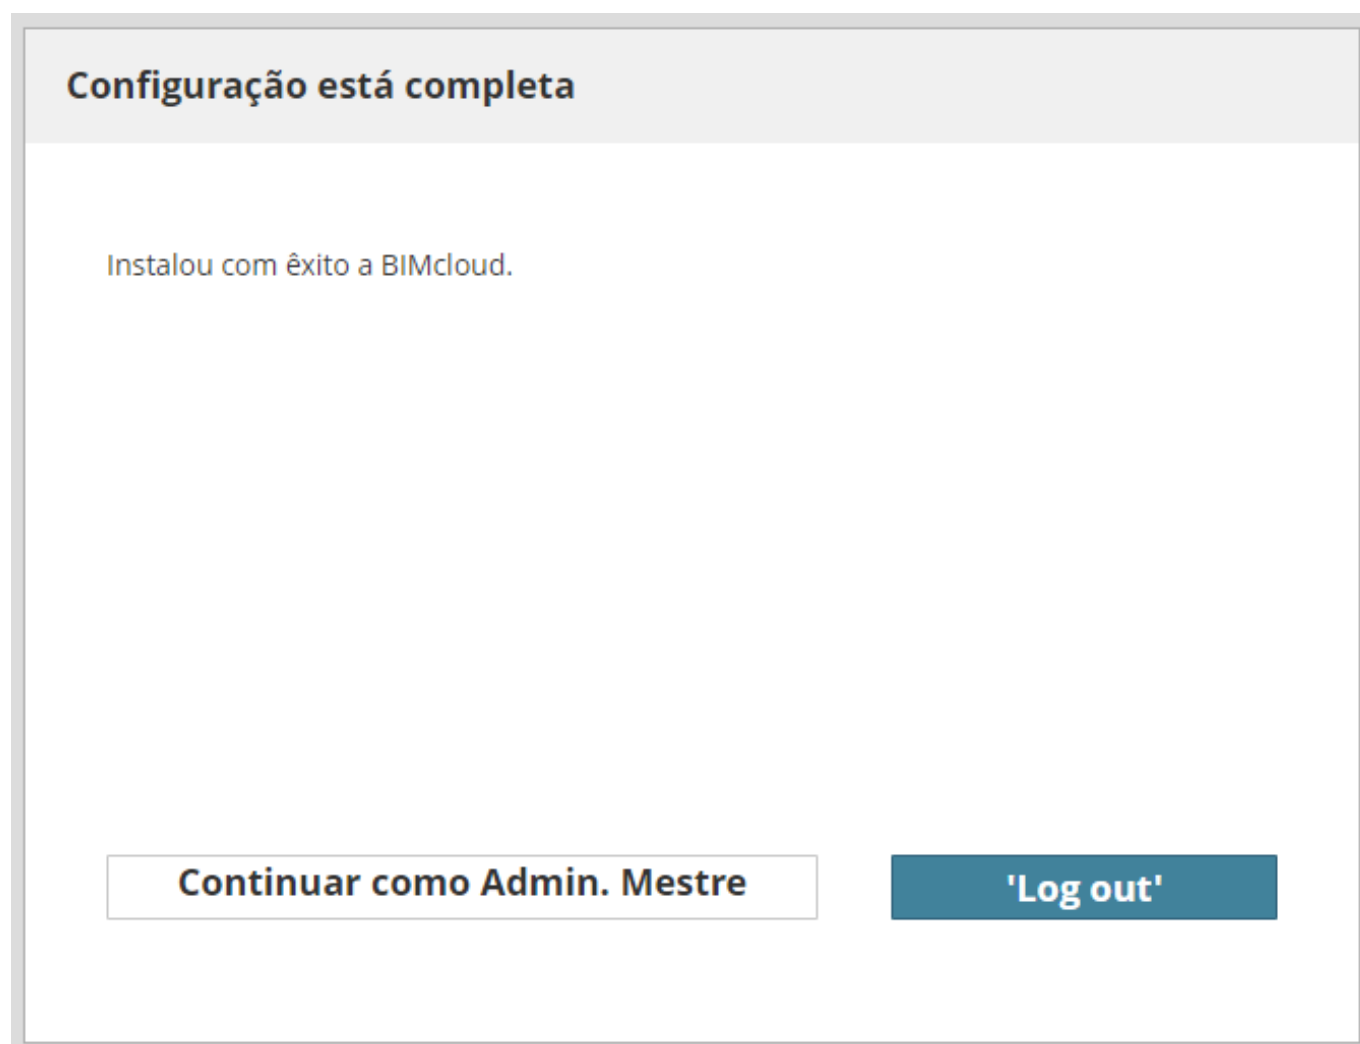 Configuração está completa
Instalou com êxito a BIMcloud.
Continuar como Admin. Mestre
'Log out'